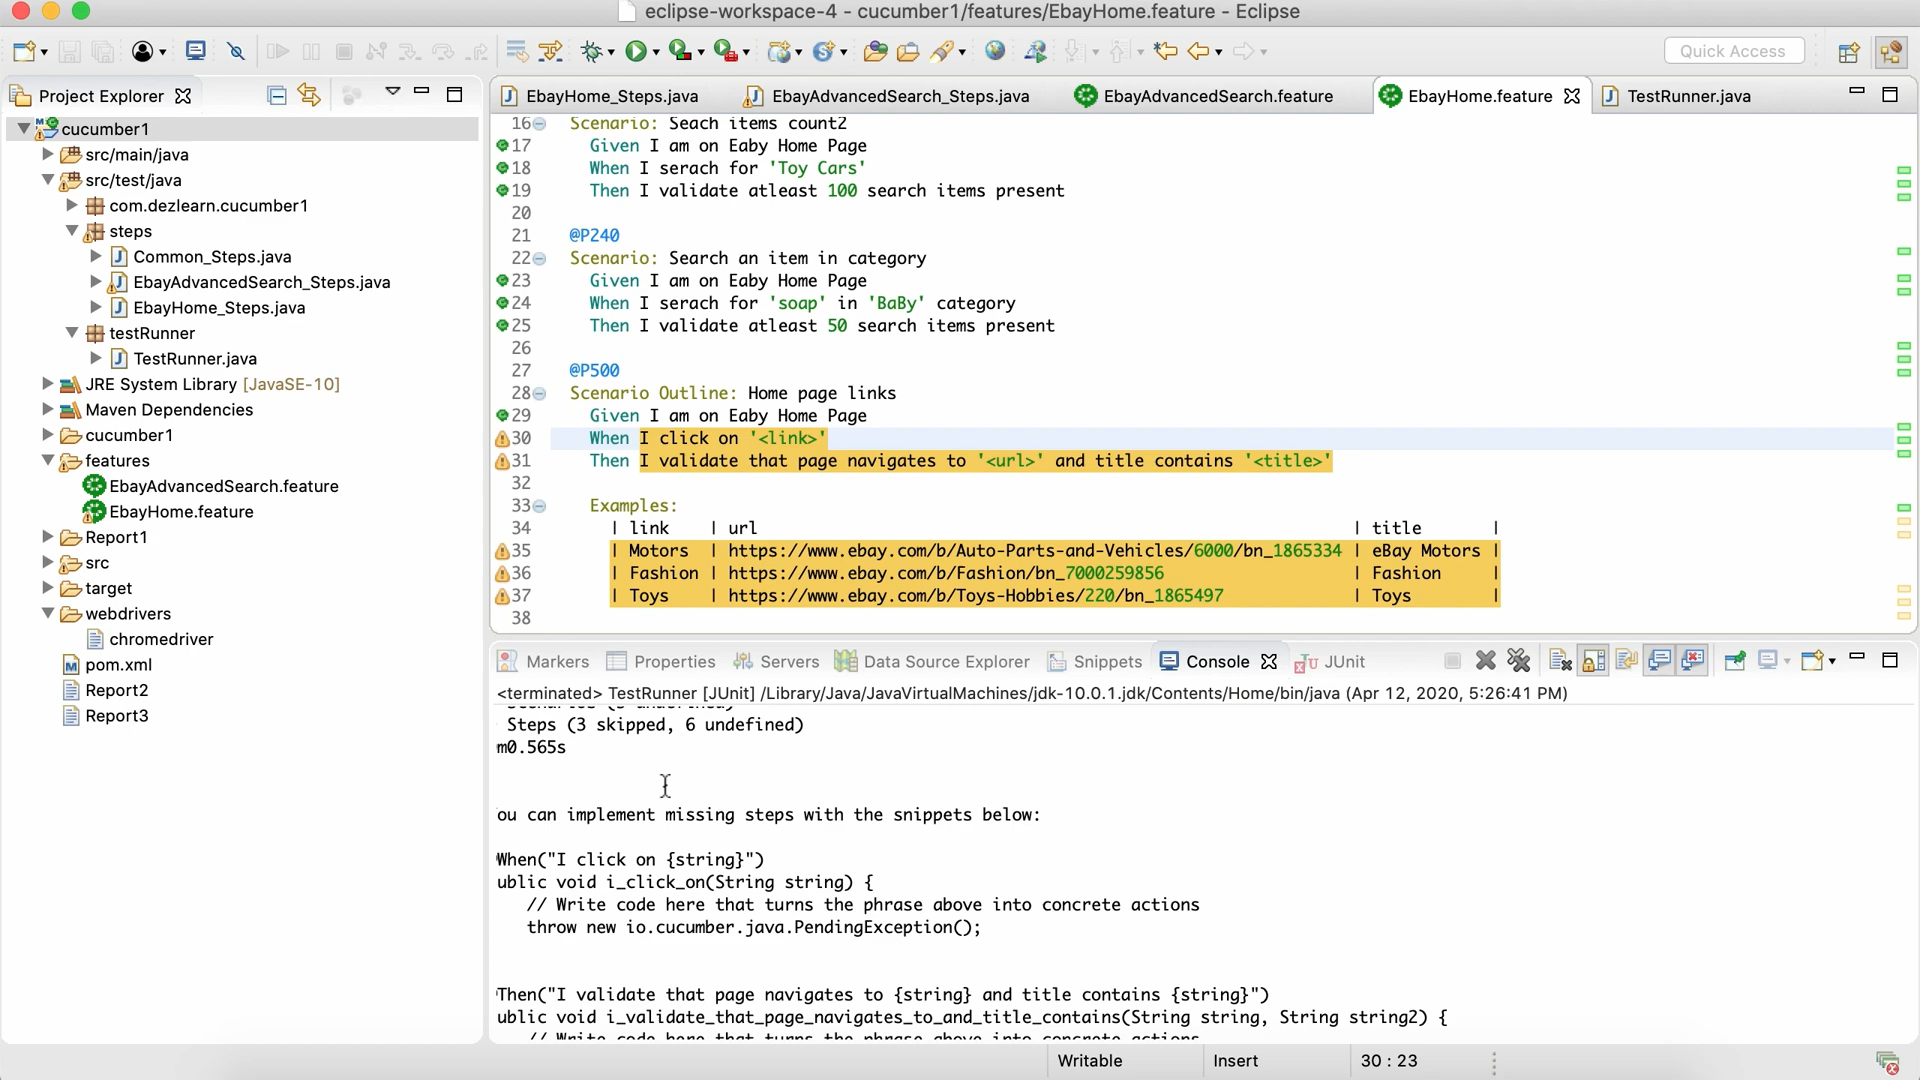 eclipse-workspace-4 - cucumber1/features/EbayHome.feature - Eclipse
Quick Access
Project Explorer
EbayHome_Steps.java
EbayAdvancedSearch_Steps.java
EbayAdvancedSearch.feature
EbayHome.feature
TestRunner.java
cucumber1
src/main/java
src/test/java
com.dezlearn.cucumber1
steps
Common_Steps.java
EbayAdvancedSearch_Steps.java
EbayHome_Steps.java
testRunner
TestRunner.java
JRE System Library [JavaSE-10]
Maven Dependencies
cucumber1
features
EbayAdvancedSearch.feature
EbayHome.feature
Report1
src
target
webdrivers
chromedriver
pom.xml
Report2
Report3
16 Scenario: Seach items count2
17 Given I am on Eaby Home Page
18 When I serach for 'Toy Cars'
19 Then I validate atleast 100 search items present
20
21 @P240
22 Scenario: Search an item in category
23 Given I am on Eaby Home Page
24 When I serach for 'soap' in 'BaBy' category
25 Then I validate atleast 50 search items present
26
27 @P500
28 Scenario Outline: Home page links
29 Given I am on Eaby Home Page
30 When I click on '<link>'
31 Then I validate that page navigates to '<url>' and title contains '<title>'
32
33 Examples:
34 | link | url | title |
35 | Motors | https://www.ebay.com/b/Auto-Parts-and-Vehicles/6000/bn_1865334 | eBay Motors |
36 | Fashion | https://www.ebay.com/b/Fashion/bn_7000259856 | Fashion |
37 | Toys | https://www.ebay.com/b/Toys-Hobbies/220/bn_1865497 | Toys |
38
Markers Properties Servers Data Source Explorer Snippets Console JUnit
<terminated> TestRunner [JUnit] /Library/Java/JavaVirtualMachines/jdk-10.0.1.jdk/Contents/Home/bin/java (Apr 12, 2020, 5:26:41 PM)
Steps (3 skipped, 6 undefined)
m0.565s
ou can implement missing steps with the snippets below:
When("I click on {string}")
ublic void i_click_on(String string) {
// Write code here that turns the phrase above into concrete actions
throw new io.cucumber.java.PendingException();
Then("I validate that page navigates to {string} and title contains {string}")
ublic void i_validate_that_page_navigates_to_and_title_contains(String string, String string2) {
// Write code here that turns the phrase above into concrete actions
Writable Insert 30 : 23